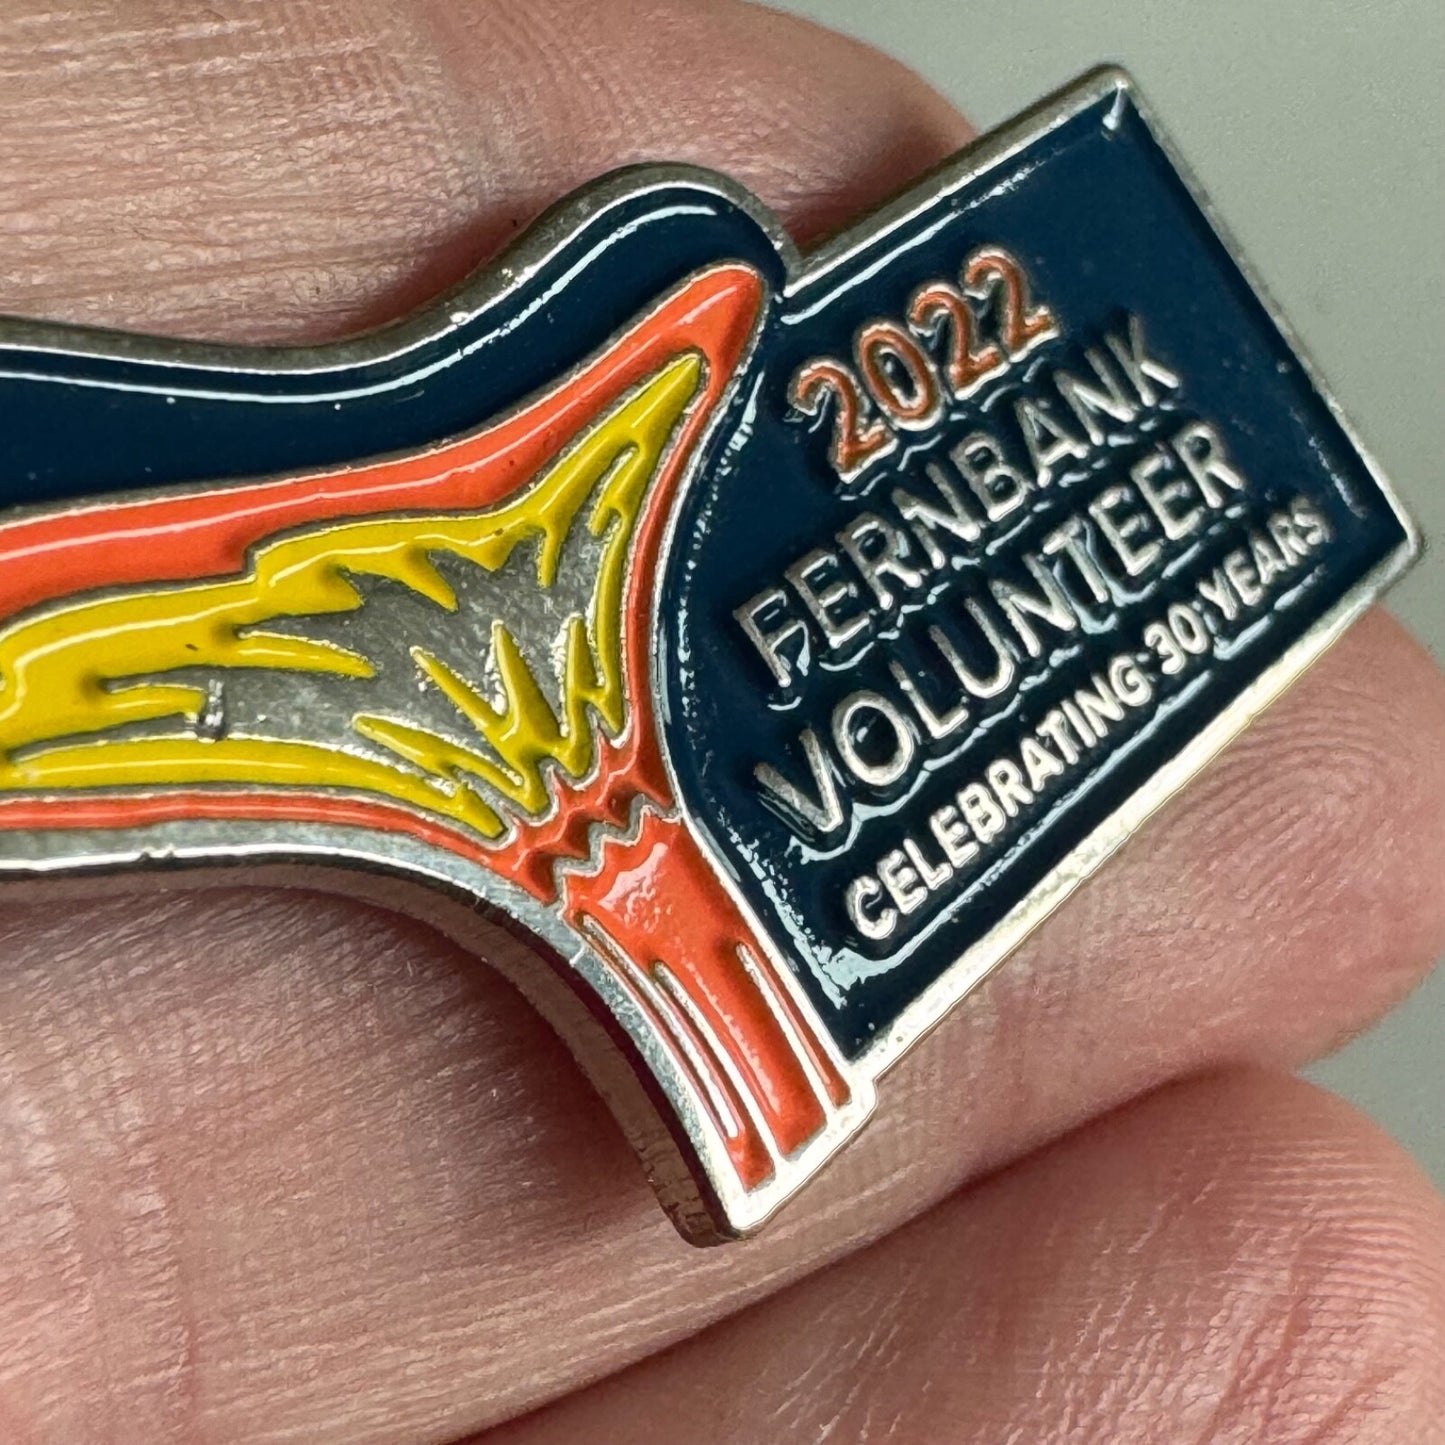 2022
FERNBANK
VOLUNTEER
CELEBRATING 30 YEARS